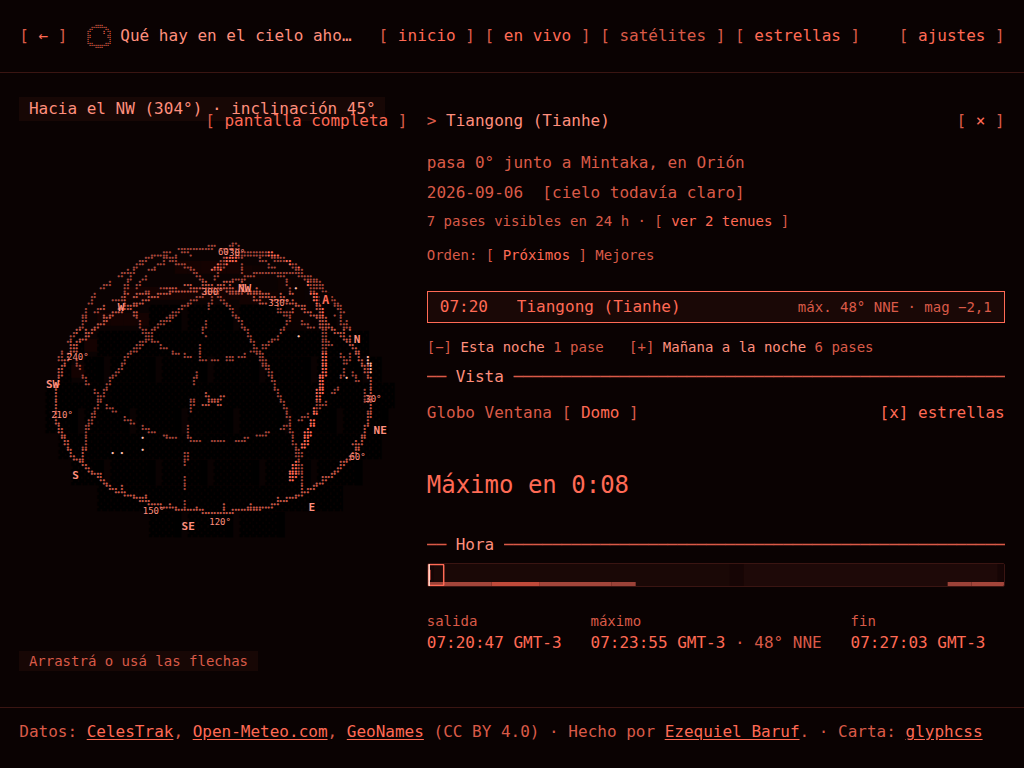 [ ← ] Qué hay en el cielo aho… [ inicio ] [ en vivo ] [ satélites ] [ estrellas ] [ ajustes ]
Hacia el NW (304°) · inclinación 45°
[ pantalla completa ]
> Tiangong (Tianhe) [ × ]
pasa 0° junto a Mintaka, en Orión
2026-09-06 [cielo todavía claro]
7 pases visibles en 24 h · [ ver 2 tenues ]
Orden: [ Próximos ] Mejores
07:20 Tiangong (Tianhe) máx. 48° NNE · mag −2,1
[−] Esta noche 1 pase [+] Mañana a la noche 6 pases
Vista
Globo Ventana [ Domo ] [x] estrellas
Máximo en 0:08
Hora
salida máximo fin
07:20:47 GMT-3 07:23:55 GMT-3 · 48° NNE 07:27:03 GMT-3
NW
300°
330°
A
W
N
240°
SW
30°
210°
NE
60°
S
150°
E
SE
120°
Arrastrá o usá las flechas
Datos: CelesTrak, Open-Meteo.com, GeoNames (CC BY 4.0) · Hecho por Ezequiel Baruf. · Carta: glyphcss